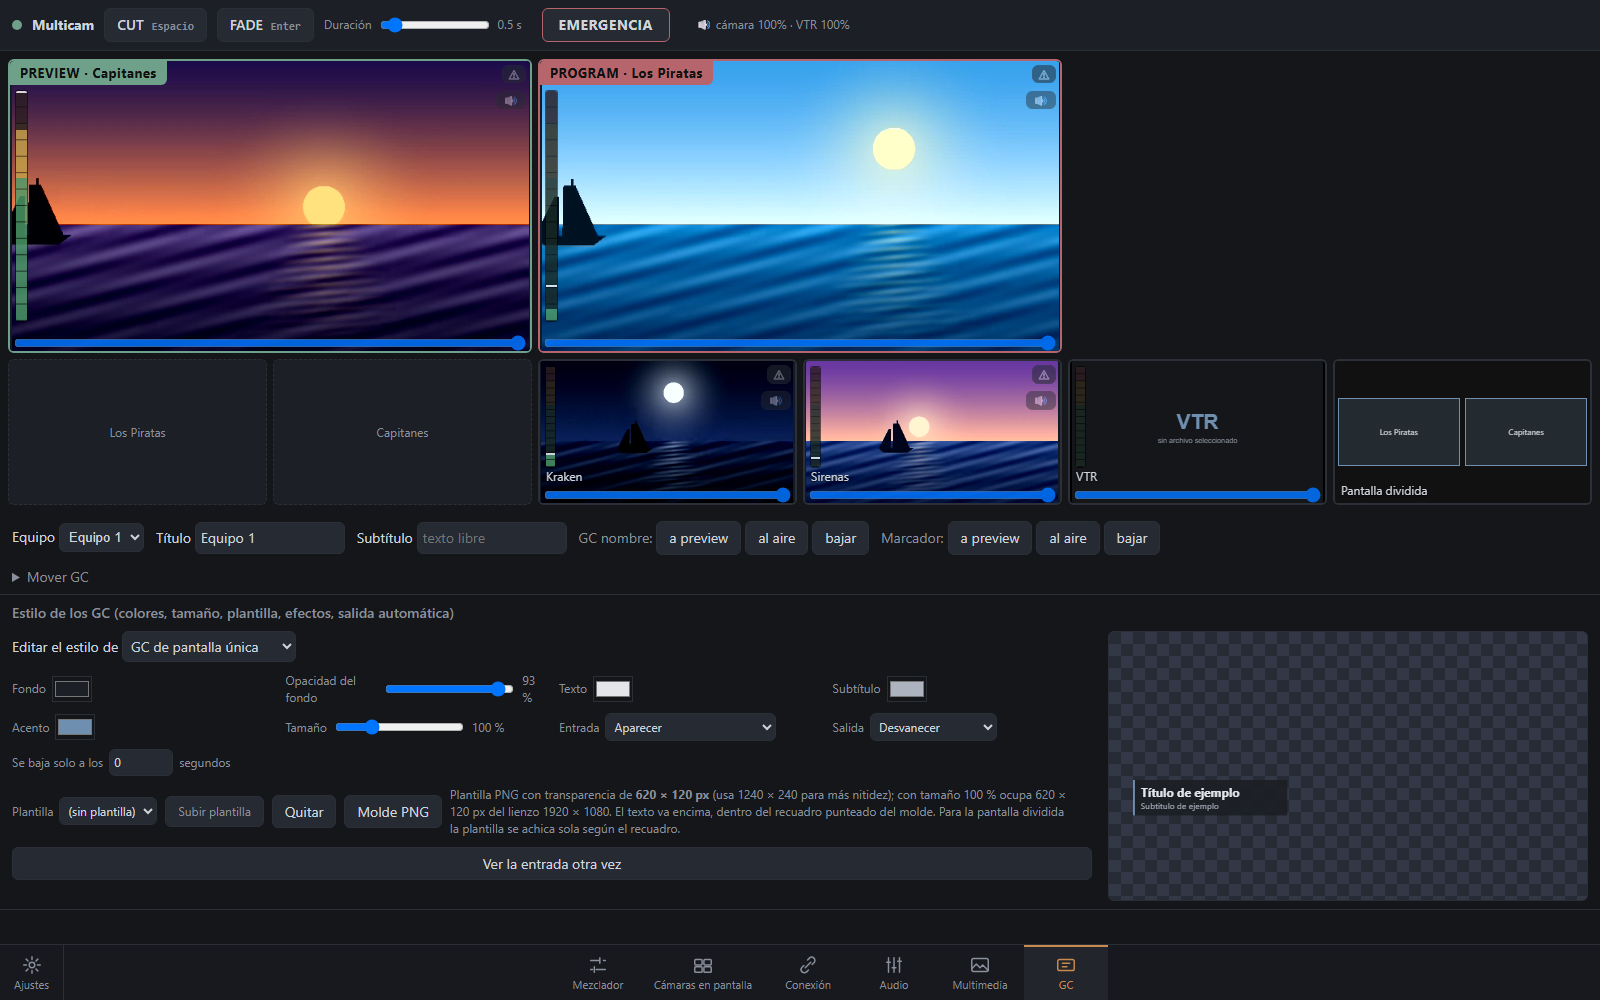 Multicam CUT Espacio FADE Enter Duración 0.5 s EMERGENCIA cámara 100% · VTR 100%
PREVIEW · Capitanes
PROGRAM · Los Piratas
Los Piratas
Capitanes
Kraken
Sirenas
VTR
sin archivo seleccionado
VTR
Los Piratas
Capitanes
Pantalla dividida
Equipo Equipo 1 Título Equipo 1 Subtítulo texto libre GC nombre: a preview al aire bajar Marcador: a preview al aire bajar
Mover GC
Estilo de los GC (colores, tamaño, plantilla, efectos, salida automática)
Editar el estilo de GC de pantalla única
Fondo
Opacidad del
fondo
93
%
Texto
Subtítulo
Acento
Tamaño 100 %
Entrada Aparecer
Salida Desvanecer
Se baja solo a los 0 segundos
Plantilla (sin plantilla) Subir plantilla Quitar Molde PNG
Plantilla PNG con transparencia de 620 × 120 px (usa 1240 × 240 para más nitidez); con tamaño 100 % ocupa 620 ×
120 px del lienzo 1920 × 1080. El texto va encima, dentro del recuadro punteado del molde. Para la pantalla dividida
la plantilla se achica sola según el recuadro.
Ver la entrada otra vez
Título de ejemplo
Subtítulo de ejemplo
Ajustes
Mezclador
Cámaras en pantalla
Conexión
Audio
Multimedia
GC